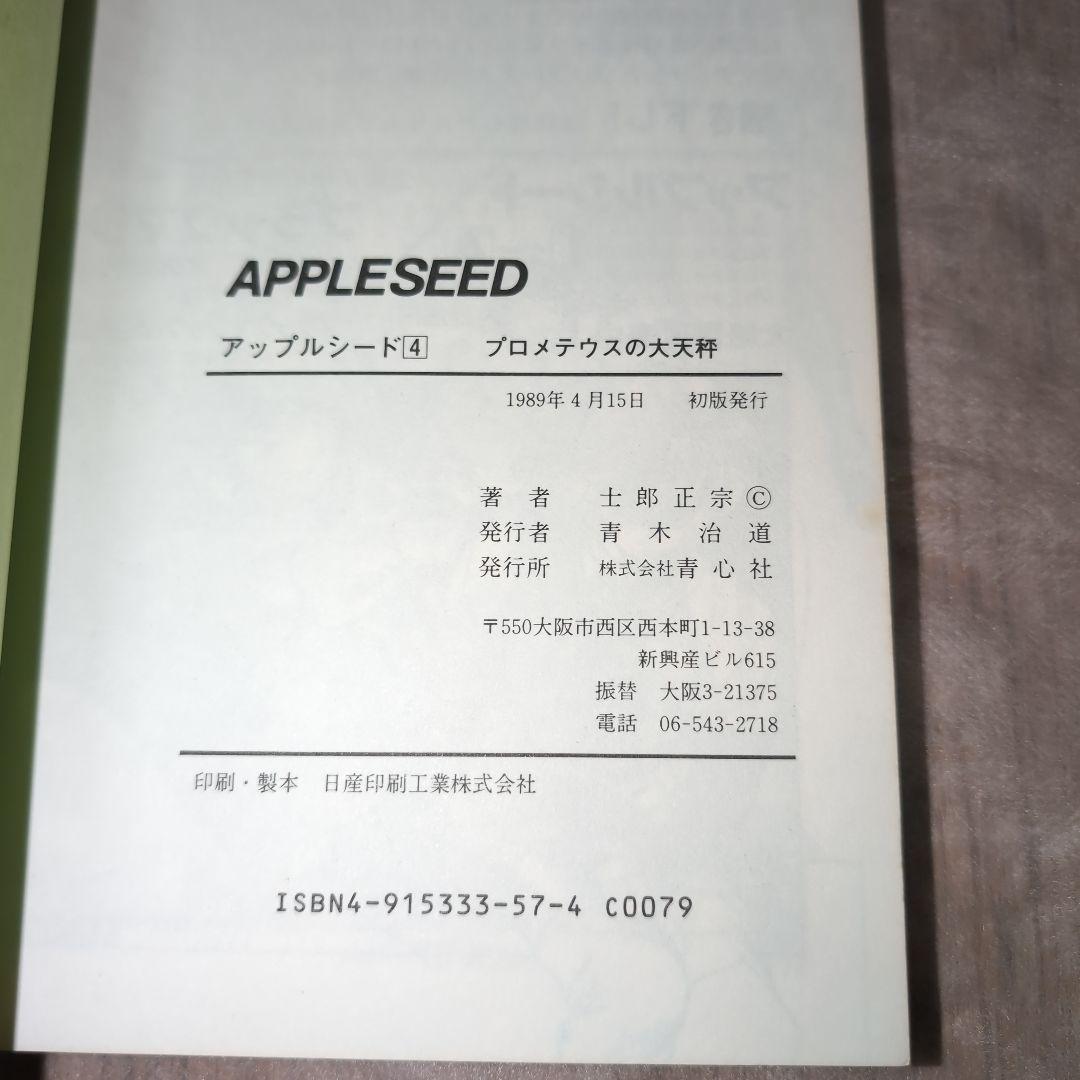 APPLESEED
アップルシード4 プロメテウスの大天秤
1989年4月15日 初版発行
著者 士郎正宗©
発行者 青木治道
発行所 株式会社青心社
〒550大阪市西区西本町1-13-38
新興産ビル615
振替 大阪3-21375
電話 06-543-2718
印刷・製本 日産印刷工業株式会社
ISBN4-915333-57-4 C0079